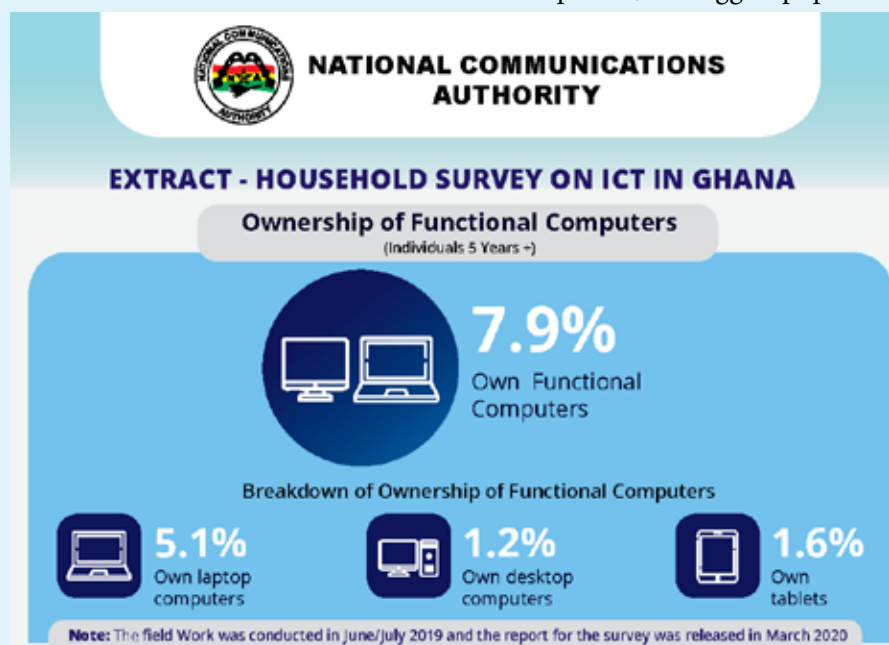 NATIONAL COMMUNICATIONS
AUTHORITY
NATIONAL COMMUNICATIONS
AUTHORITY
EXTRACT - HOUSEHOLD SURVEY ON ICT IN GHANA
Ownership of Functional Computers
(Individuals 5 Years +)
7.9%
Own Functional
Computers
Breakdown of Ownership of Functional Computers
5.1%
Own laptop
computers
1.2%
Own desktop
computers
1.6%
Own
tablets
Note: The field Work was conducted in June/July 2019 and the report for the survey was released in March 2020